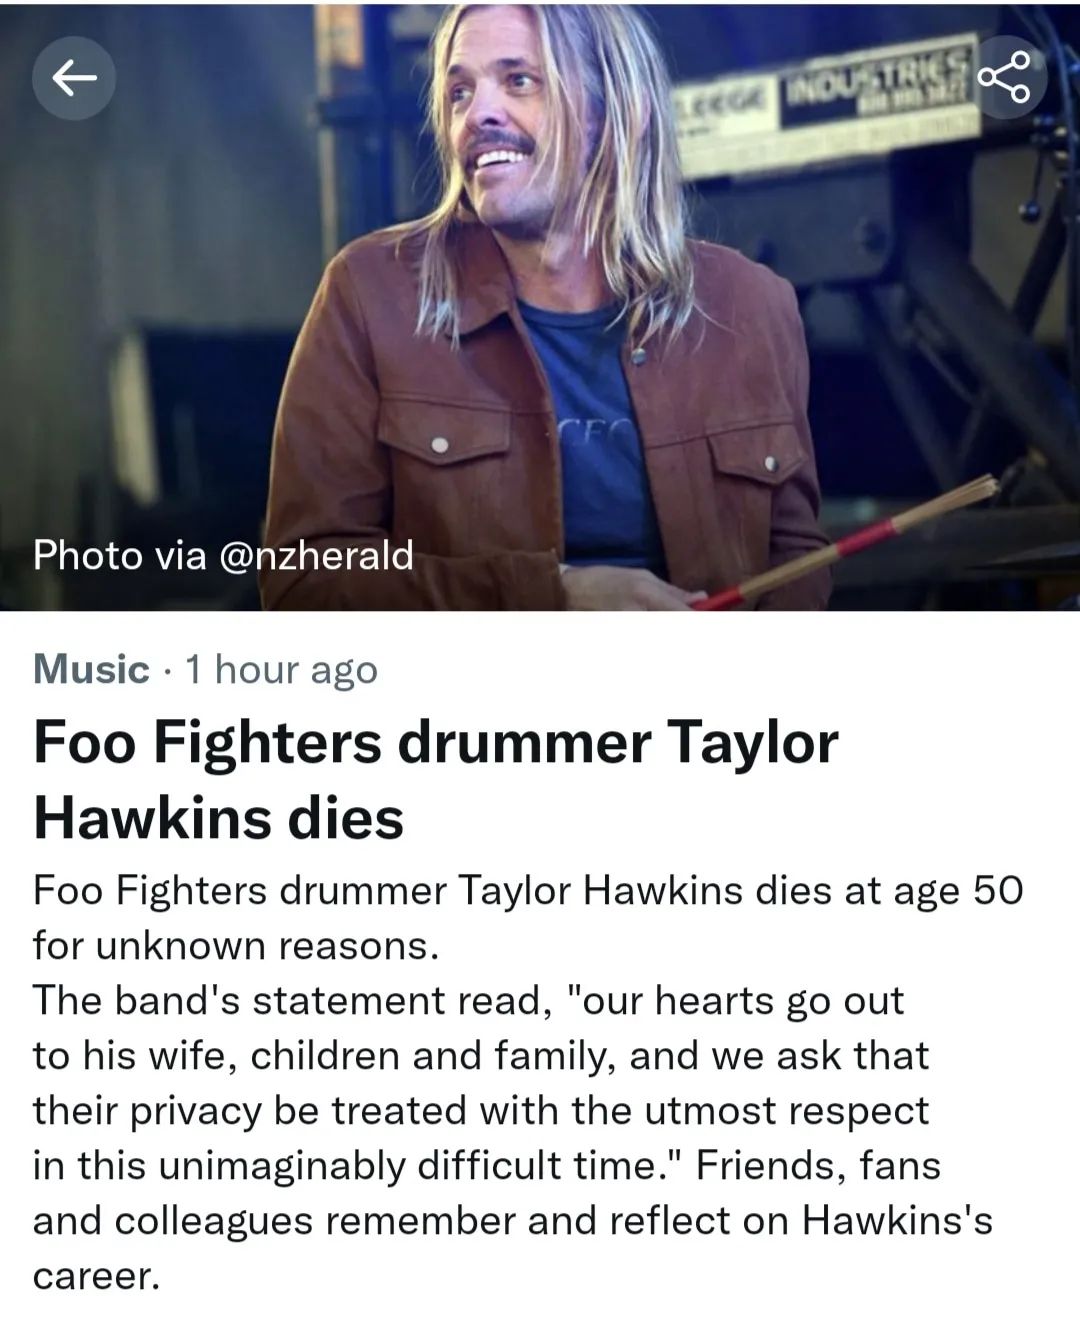 INDUSTRIES
Photo via @nzherald
Music · 1 hour ago
Foo Fighters drummer Taylor
Hawkins dies
Foo Fighters drummer Taylor Hawkins dies at age 50
for unknown reasons.
The band's statement read, "our hearts go out
to his wife, children and family, and we ask that
their privacy be treated with the utmost respect
in this unimaginably difficult time." Friends, fans
and colleagues remember and reflect on Hawkins's
career.